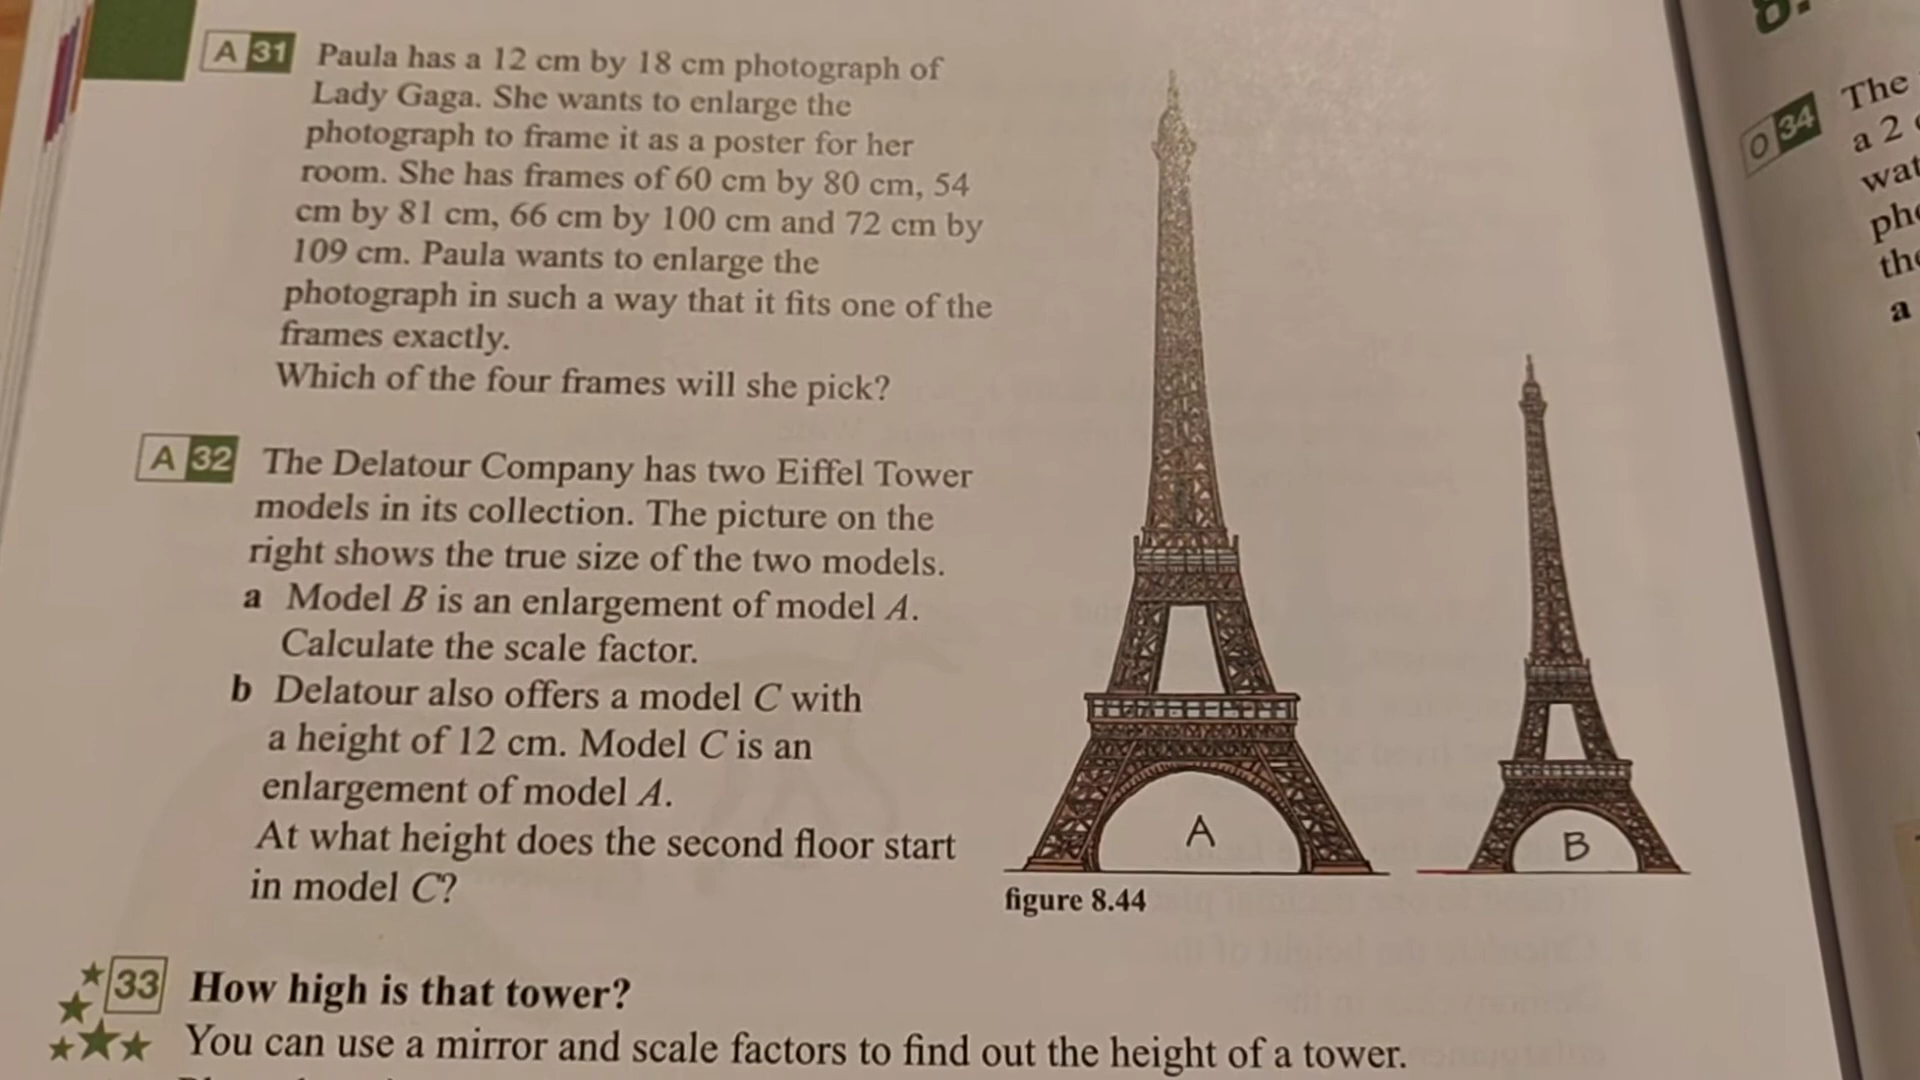 A 31 Paula has a 12 cm by 18 cm photograph of
Lady Gaga. She wants to enlarge the
photograph to frame it as a poster for her
room. She has frames of 60 cm by 80 cm, 54
cm by 81 cm, 66 cm by 100 cm and 72 cm by
109 cm. Paula wants to enlarge the
photograph in such a way that it fits one of the
frames exactly.
Which of the four frames will she pick?
A 32 The Delatour Company has two Eiffel Tower
models in its collection. The picture on the
right shows the true size of the two models.
a Model B is an enlargement of model A.
Calculate the scale factor.
b Delatour also offers a model C with
a height of 12 cm. Model C is an
enlargement of model A.
At what height does the second floor start
in model C?
A
B
figure 8.44
33 How high is that tower?
You can use a mirror and scale factors to find out the height of a tower.
8.
O 34 The
a 2
a